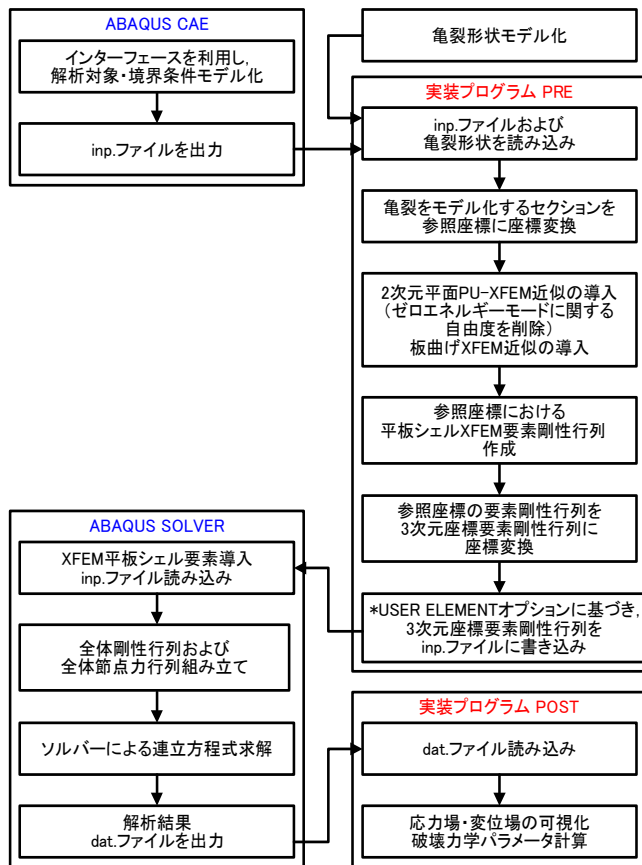 ABAQUS CAE
インターフェースを利用し,
解析対象・境界条件モデル化
inp.ファイルを出力
亀裂形状モデル化
実装プログラム PRE
inp.ファイルおよび
亀裂形状を読み込み
亀裂をモデル化するセクションを
参照座標に座標変換
2次元平面PU-XFEM近似の導入
（ゼロエネルギーモードに関する
自由度を削除）
板曲げXFEM近似の導入
参照座標における
平板シェルXFEM要素剛性行列
作成
参照座標の要素剛性行列を
3次元座標要素剛性行列に
座標変換
*USER ELEMENTオプションに基づき,
3次元座標要素剛性行列を
inp.ファイルに書き込み
ABAQUS SOLVER
XFEM平板シェル要素導入
inp.ファイル読み込み
全体剛性行列および
全体節点力行列組み立て
ソルバーによる連立方程式求解
解析結果
dat.ファイルを出力
実装プログラム POST
dat.ファイル読み込み
応力場・変位場の可視化
破壊力学パラメータ計算